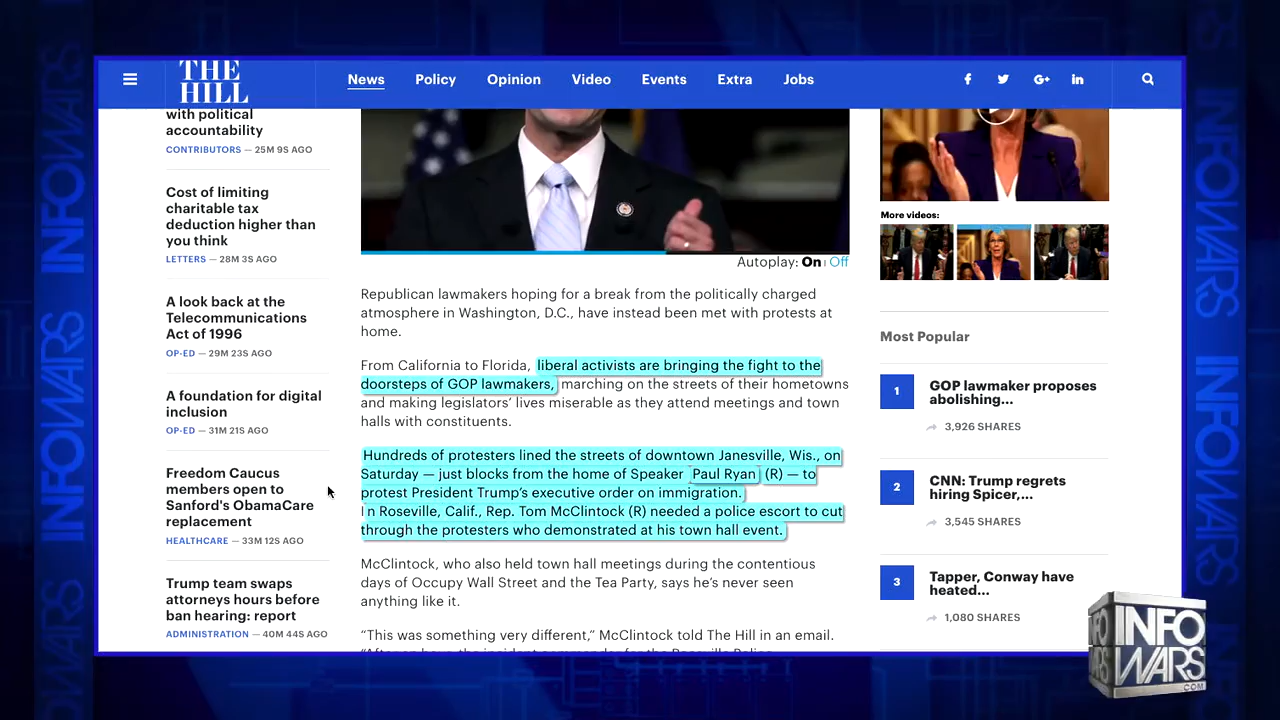 THE
HILL
News
Policy
Opinion
Video
Events
Extra
Jobs
with political
accountability
CONTRIBUTORS — 25M 9S AGO
Cost of limiting
charitable tax
deduction higher than
you think
LETTERS — 28M 3S AGO
A look back at the
Telecommunications
Act of 1996
OP-ED — 29M 23S AGO
A foundation for digital
inclusion
OP-ED — 31M 21S AGO
Freedom Caucus
members open to
Sanford's ObamaCare
replacement
HEALTHCARE — 33M 12S AGO
Trump team swaps
attorneys hours before
ban hearing: report
ADMINISTRATION — 40M 44S AGO
Autoplay: On | Off
Republican lawmakers hoping for a break from the politically charged
atmosphere in Washington, D.C., have instead been met with protests at
home.
From California to Florida, liberal activists are bringing the fight to the
doorsteps of GOP lawmakers, marching on the streets of their hometowns
and making legislators’ lives miserable as they attend meetings and town
halls with constituents.
Hundreds of protesters lined the streets of downtown Janesville, Wis., on
Saturday — just blocks from the home of Speaker Paul Ryan (R) — to
protest President Trump’s executive order on immigration.
In Roseville, Calif., Rep. Tom McClintock (R) needed a police escort to cut
through the protesters who demonstrated at his town hall event.
McClintock, who also held town hall meetings during the contentious
days of Occupy Wall Street and the Tea Party, says he’s never seen
anything like it.
“This was something very different,” McClintock told The Hill in an email.
More videos:
Most Popular
1
GOP lawmaker proposes
abolishing...
3,926 SHARES
2
CNN: Trump regrets
hiring Spicer,...
3,545 SHARES
3
Tapper, Conway have
heated...
1,080 SHARES
INFOWARS
INFOWARS
INFOWARS
INFOWARS
INFO
WARS
.COM